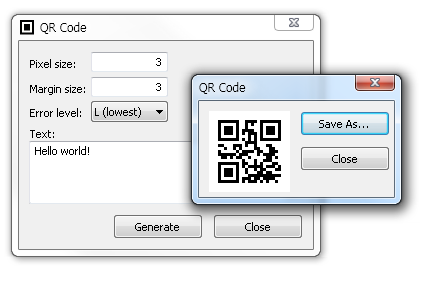 QR Code
Pixel size: 3
Margin size: 3
Error level: L (lowest)
Text:
Hello world!
Generate Close
QR Code
Save As...
Close